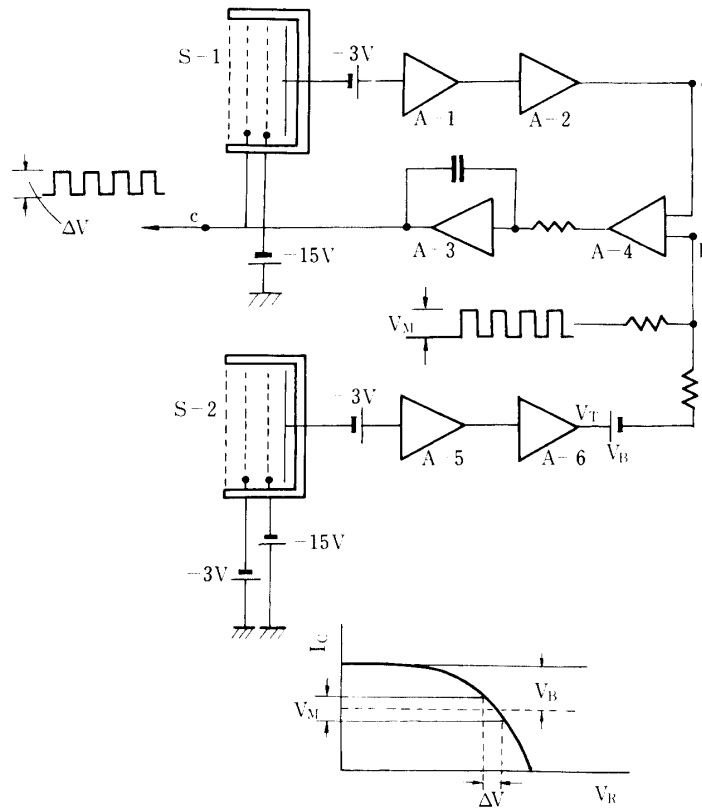 S-1
-3V
A-1
A-2
ΔV
c
A-3
A-4
-15V
V_M
S-2
-3V
V_T
V_B
A-5
A-6
-15V
-3V
I_C
V_M
V_B
ΔV
V_R